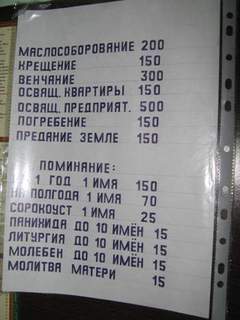 МАСЛОСОБОРОВАНИЕ 200
КРЕЩЕНИЕ 150
ВЕНЧАНИЕ 300
ОСВЯЩ. КВАРТИРЫ 150
ОСВЯЩ. ПРЕДПРИЯТ. 500
ПОГРЕБЕНИЕ 150
ПРЕДАНИЕ ЗЕМЛЕ 150
ПОМИНАНИЕ:
1 ГОД 1 ИМЯ 150
НА ПОЛГОДА 1 ИМЯ 70
СОРОКОУСТ 1 ИМЯ 25
ПАНИХИДА ДО 10 ИМЁН 15
ЛИТУРГИЯ ДО 10 ИМЁН 15
МОЛЕБЕН ДО 10 ИМЁН 15
МОЛИТВА МАТЕРИ 15